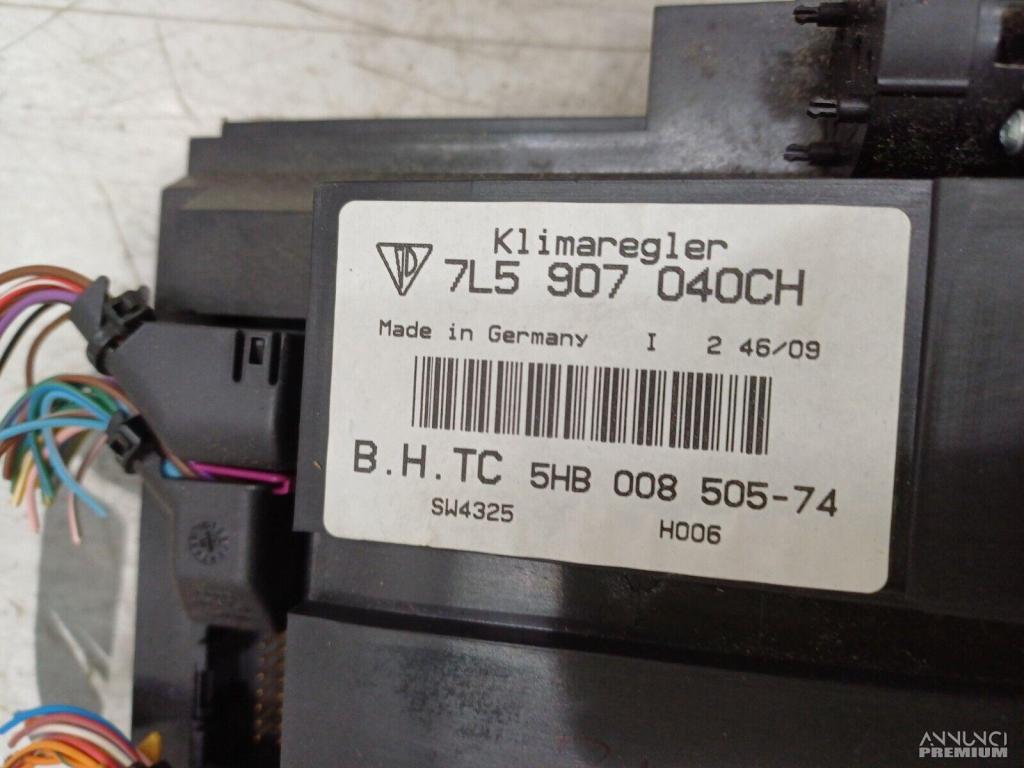 Klimaregler
7L5 907 040CH
Made in Germany I 2 46/09
B.H.TC 5HB 008 505-74
SW4325 H006
ANNUNCI
PREMIUM